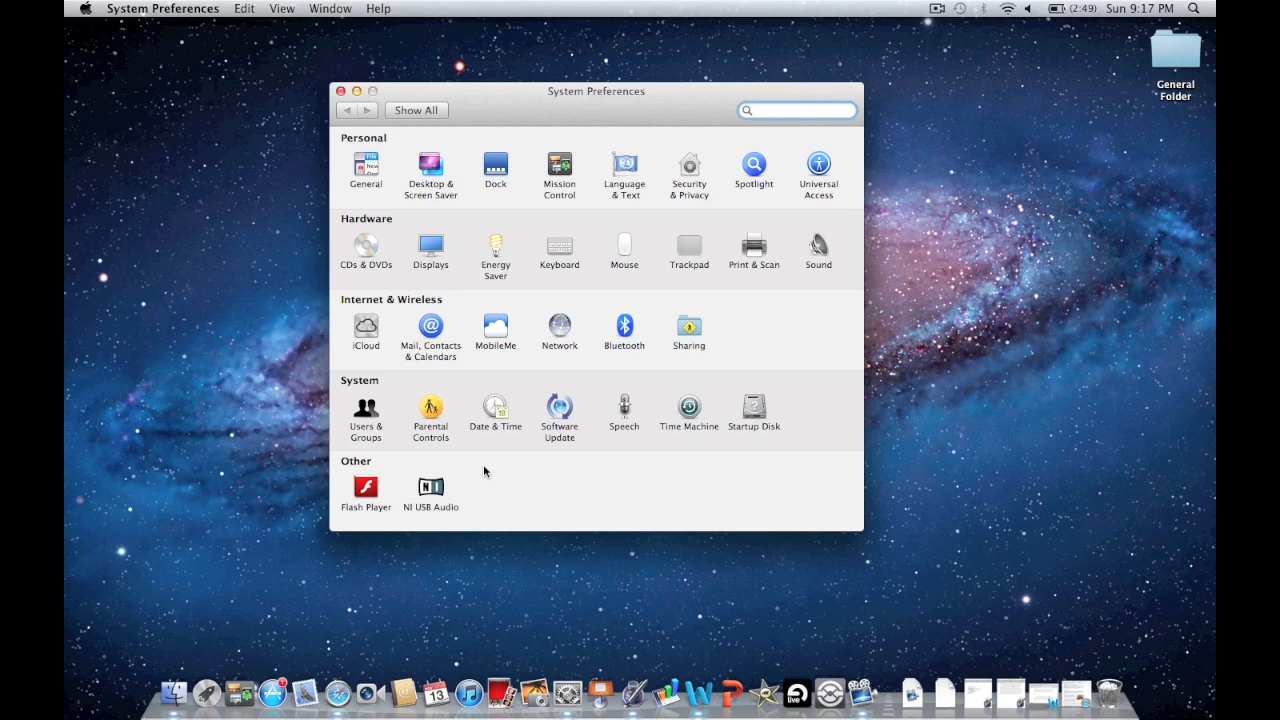 System Preferences Edit View Window Help (2:49) Sun 9:17 PM
General
Folder
System Preferences
Show All
Personal
General
Desktop &
Screen Saver
Dock
Mission
Control
Language
& Text
Security
& Privacy
Spotlight
Universal
Access
Hardware
CDs & DVDs
Displays
Energy
Saver
Keyboard
Mouse
Trackpad
Print & Scan
Sound
Internet & Wireless
iCloud
Mail, Contacts
& Calendars
MobileMe
Network
Bluetooth
Sharing
System
Users &
Groups
Parental
Controls
Date & Time
Software
Update
Speech
Time Machine
Startup Disk
Other
Flash Player
NI USB Audio